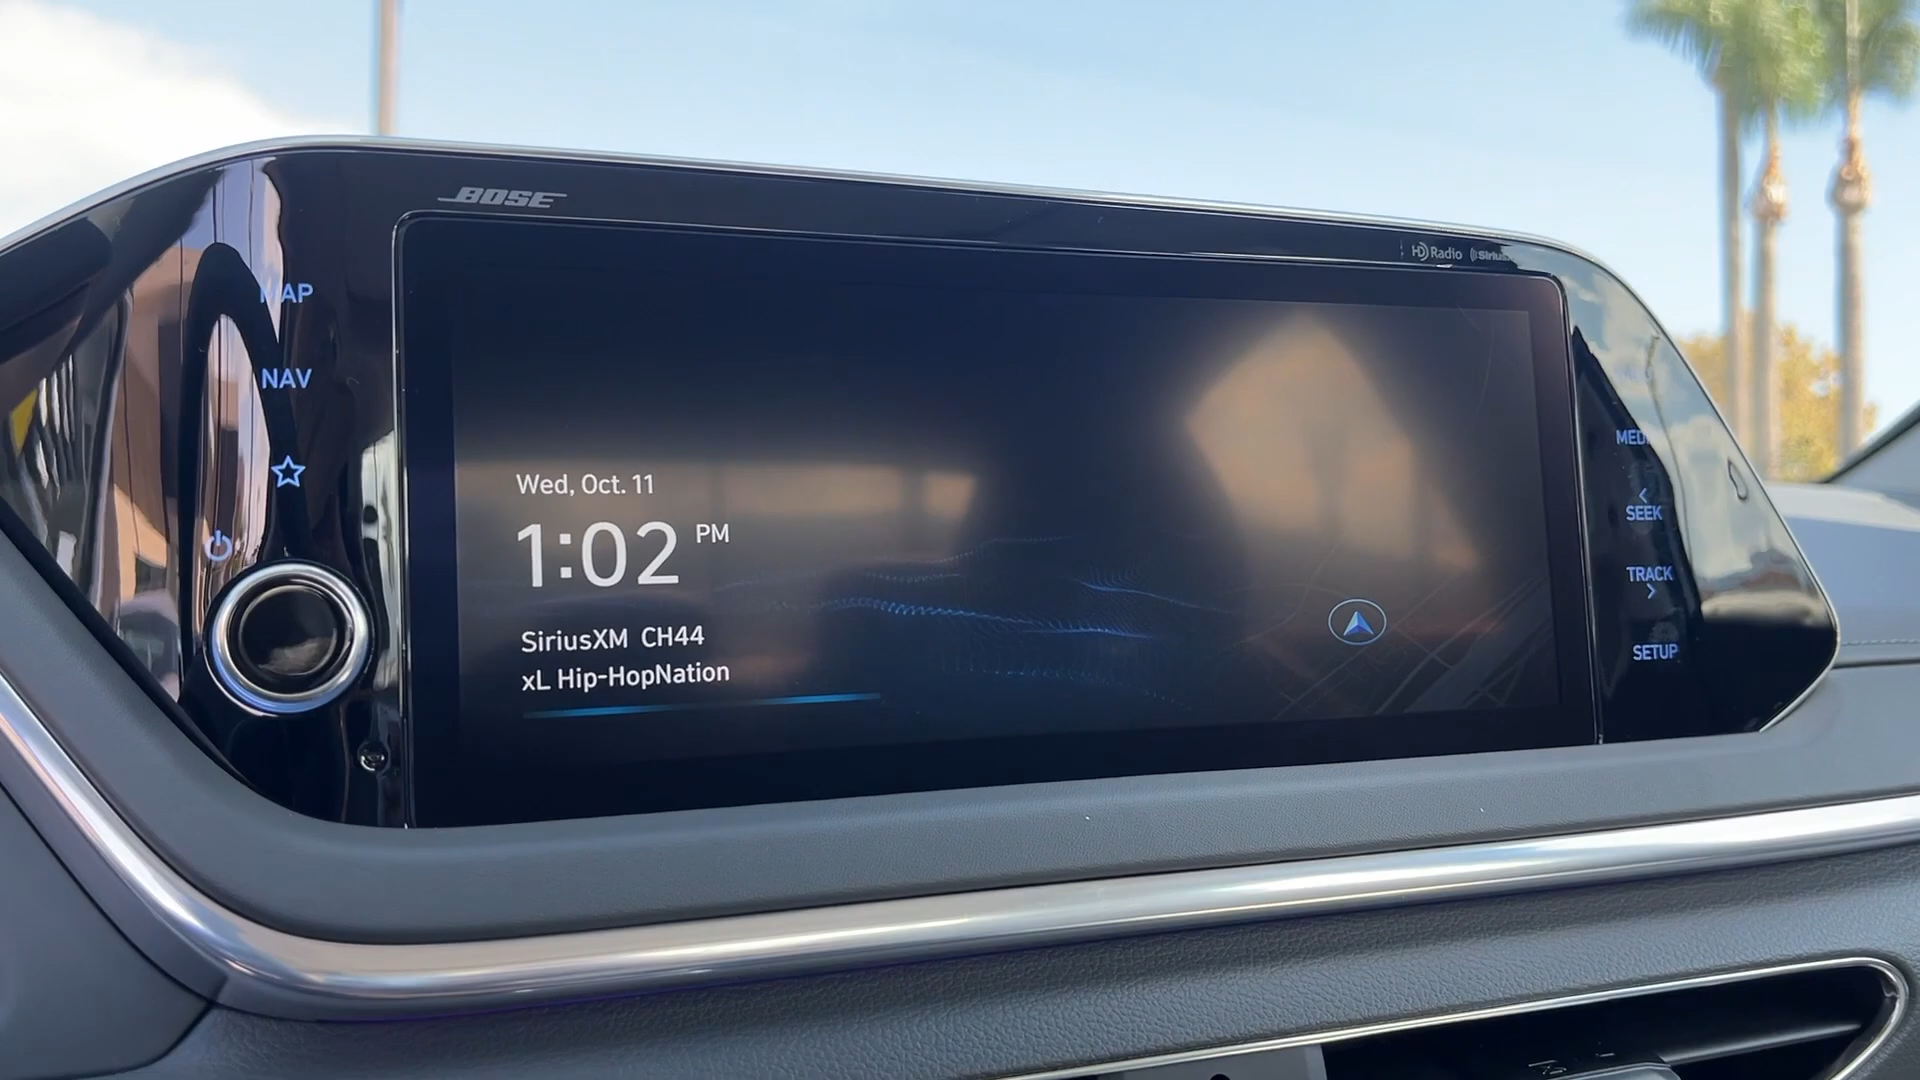 BOSE
HD Radio
MAP
NAV
Wed, Oct. 11
1:02 PM
SiriusXM CH44
xL Hip-HopNation
SEEK
TRACK
SETUP